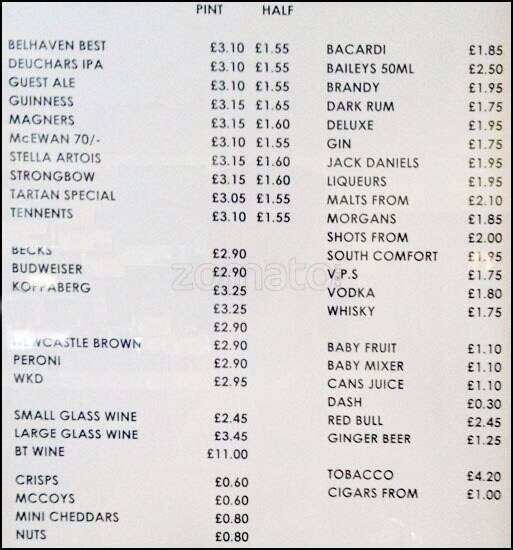 PINT HALF
BELHAVEN BEST £3.10 £1.55
DEUCHARS IPA £3.10 £1.55
GUEST ALE £3.10 £1.55
GUINNESS £3.15 £1.65
MAGNERS £3.15 £1.60
McEWAN 70/- £3.10 £1.55
STELLA ARTOIS £3.15 £1.60
STRONGBOW £3.15 £1.60
TARTAN SPECIAL £3.05 £1.55
TENNENTS £3.10 £1.55
BECKS £2.90
BUDWEISER £2.90
KOPPABERG £3.25
£3.25
£2.90
NEWCASTLE BROWN £2.90
PERONI £2.90
WKD £2.95
SMALL GLASS WINE £2.45
LARGE GLASS WINE £3.45
BT WINE £11.00
CRISPS £0.60
MCCOYS £0.60
MINI CHEDDARS £0.80
NUTS £0.80
BACARDI £1.85
BAILEYS 50ML £2.50
BRANDY £1.95
DARK RUM £1.75
DELUXE £1.95
GIN £1.75
JACK DANIELS £1.95
LIQUEURS £1.95
MALTS FROM £2.10
MORGANS £1.85
SHOTS FROM £2.00
SOUTH COMFORT £1.95
V.P.S £1.75
VODKA £1.80
WHISKY £1.75
BABY FRUIT £1.10
BABY MIXER £1.10
CANS JUICE £1.10
DASH £0.30
RED BULL £2.45
GINGER BEER £1.25
TOBACCO £4.20
CIGARS FROM £1.00
zomato